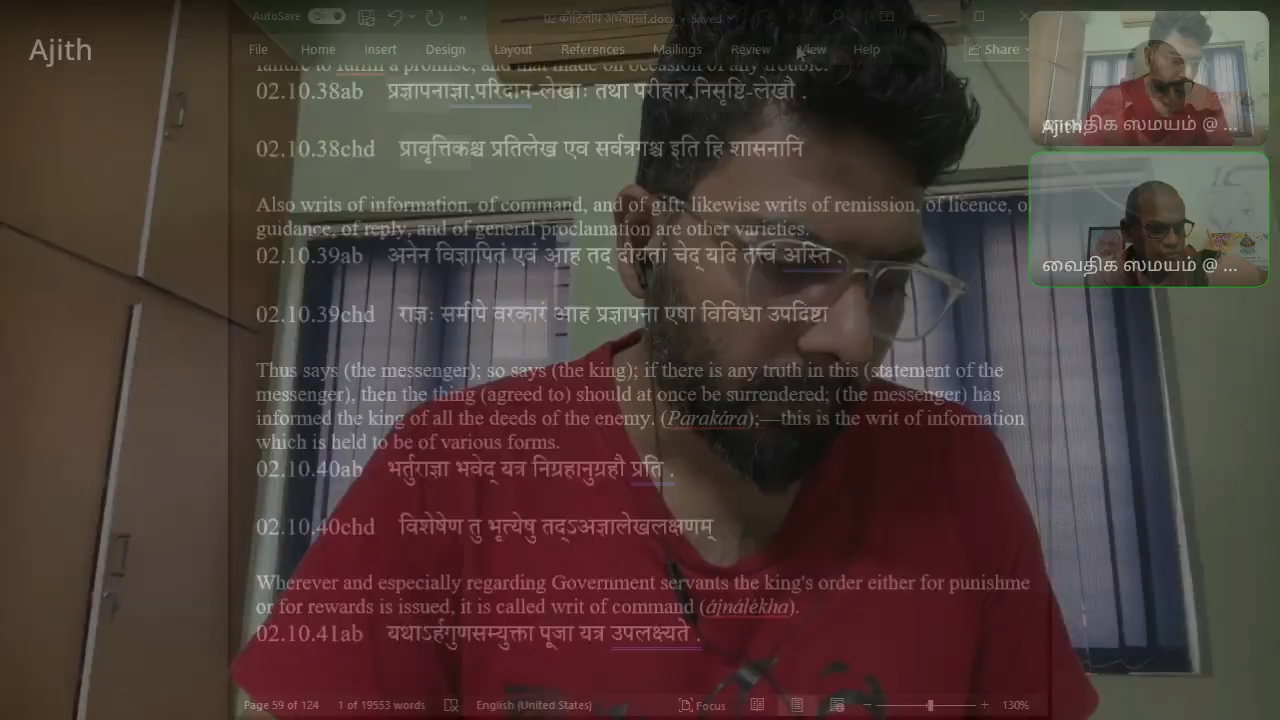 Ajith
AutoSave
02 कौटिलीय अर्थशास्त्र.docx • Saved
File Home Insert Design Layout References Mailings Review View Help Share
failure to fulfil a promise, and that made on occasion of any trouble.
02.10.38ab प्रज्ञापनाज्ञा,परिदान-लेखाः तथा परीहार,निसृष्टि-लेखौ .
02.10.38chd प्रावृत्तिकश्च प्रतिलेख एव सर्वत्रगश्च इति हि शासनानि
Also writs of information, of command, and of gift; likewise writs of remission, of licence, o
guidance, of reply, and of general proclamation are other varieties.
02.10.39ab अनेन विज्ञापितं एवं आह तद् दीयतां चेद् यदि तत्त्वं अस्ति .
02.10.39chd राज्ञः समीपे वरकारं आह प्रज्ञापना एषा विविधा उपदिष्टा
Thus says (the messenger); so says (the king); if there is any truth in this (statement of the
messenger), then the thing (agreed to) should at once be surrendered; (the messenger) has
informed the king of all the deeds of the enemy. (Parakára);—this is the writ of information
which is held to be of various forms.
02.10.40ab भर्तुराज्ञा भवेद् यत्र निग्रहानुग्रहौ प्रति .
02.10.40chd विशेषेण तु भृत्येषु तद्ऽअज्ञालेखलक्षणम्
Wherever and especially regarding Government servants the king's order either for punishme
or for rewards is issued, it is called writ of command (ájnálékha).
02.10.41ab यथाऽर्हगुणसम्युक्ता पूजा यत्र उपलक्ष्यते .
Page 59 of 124 1 of 19553 words English (United States) Focus 130%
Ajith
வைதிக ஸமயம் @ ...
வைதிக ஸமயம் @ ...